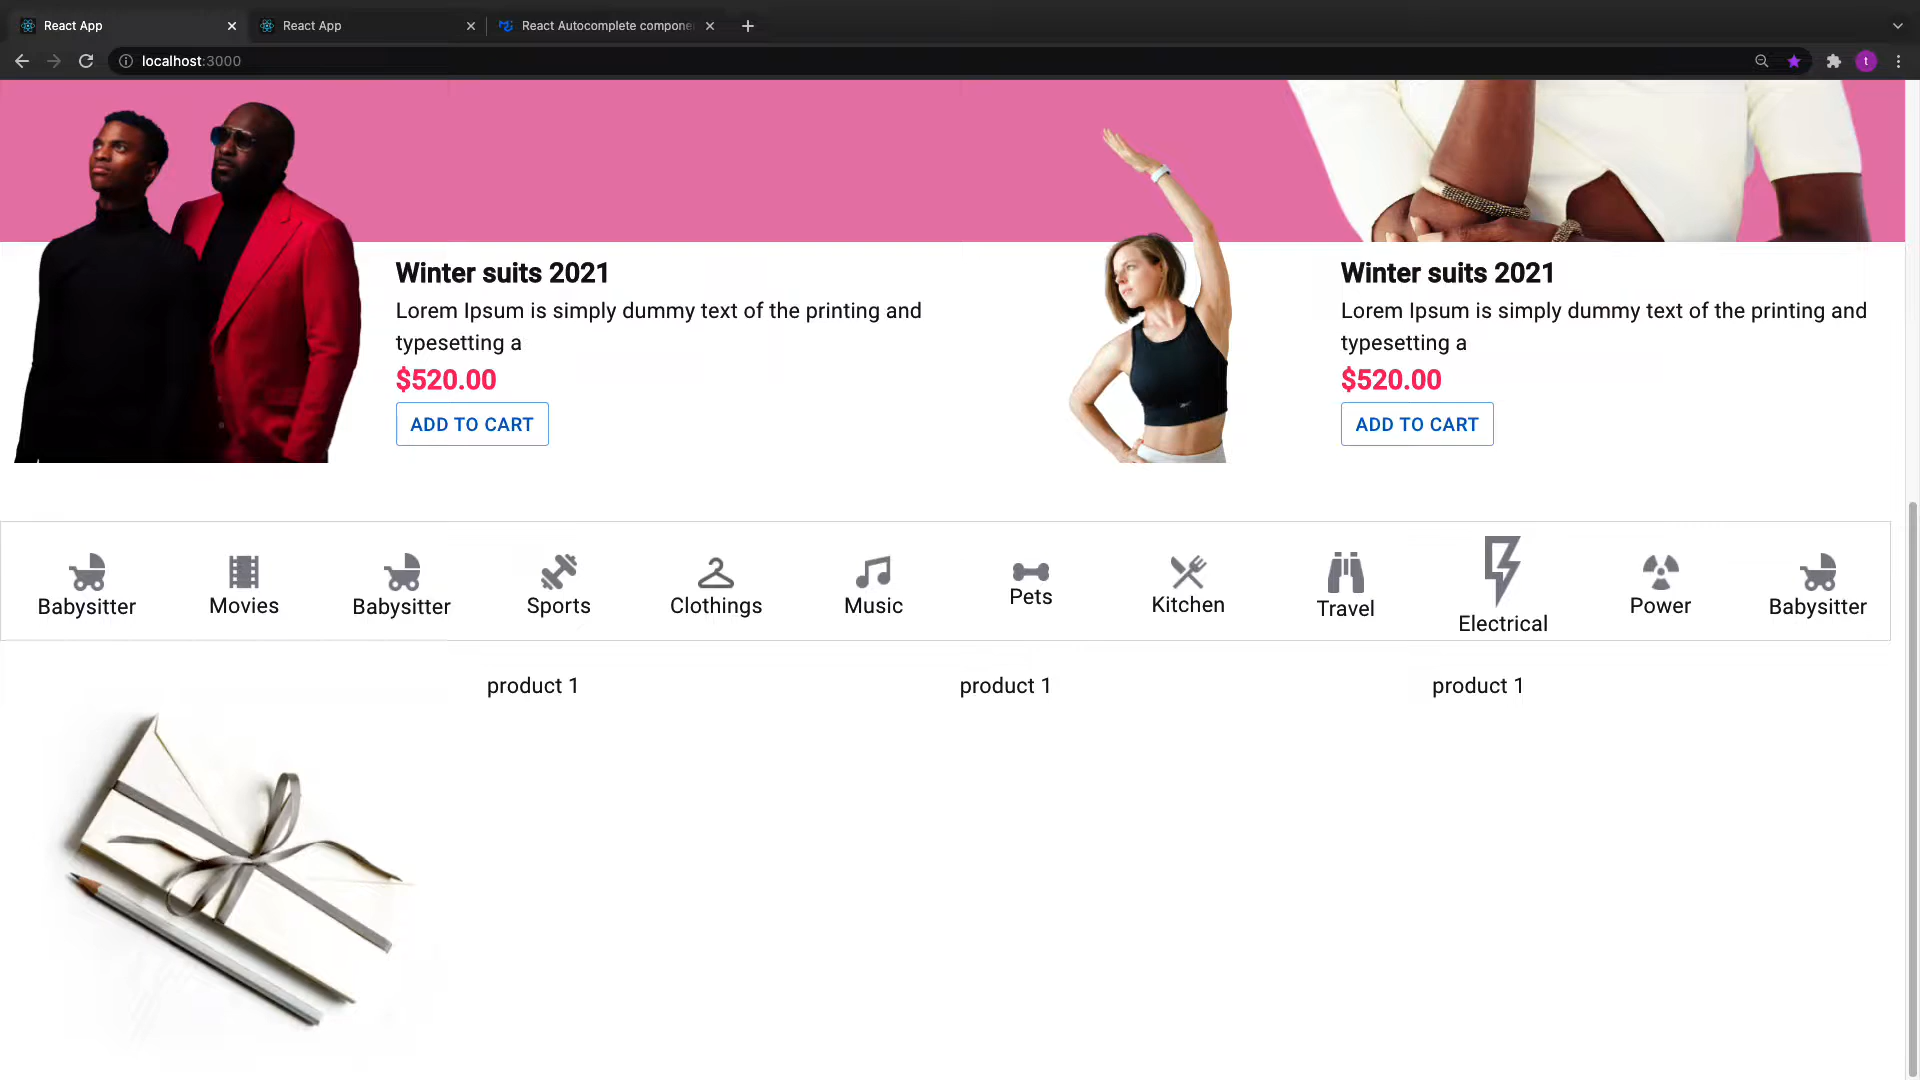 React App
React App
React Autocomplete compone
localhost:3000
t
Winter suits 2021
Lorem Ipsum is simply dummy text of the printing and
typesetting a
$520.00
ADD TO CART
Winter suits 2021
Lorem Ipsum is simply dummy text of the printing and
typesetting a
$520.00
ADD TO CART
Babysitter
Movies
Babysitter
Sports
Clothings
Music
Pets
Kitchen
Travel
Electrical
Power
Babysitter
product 1
product 1
product 1